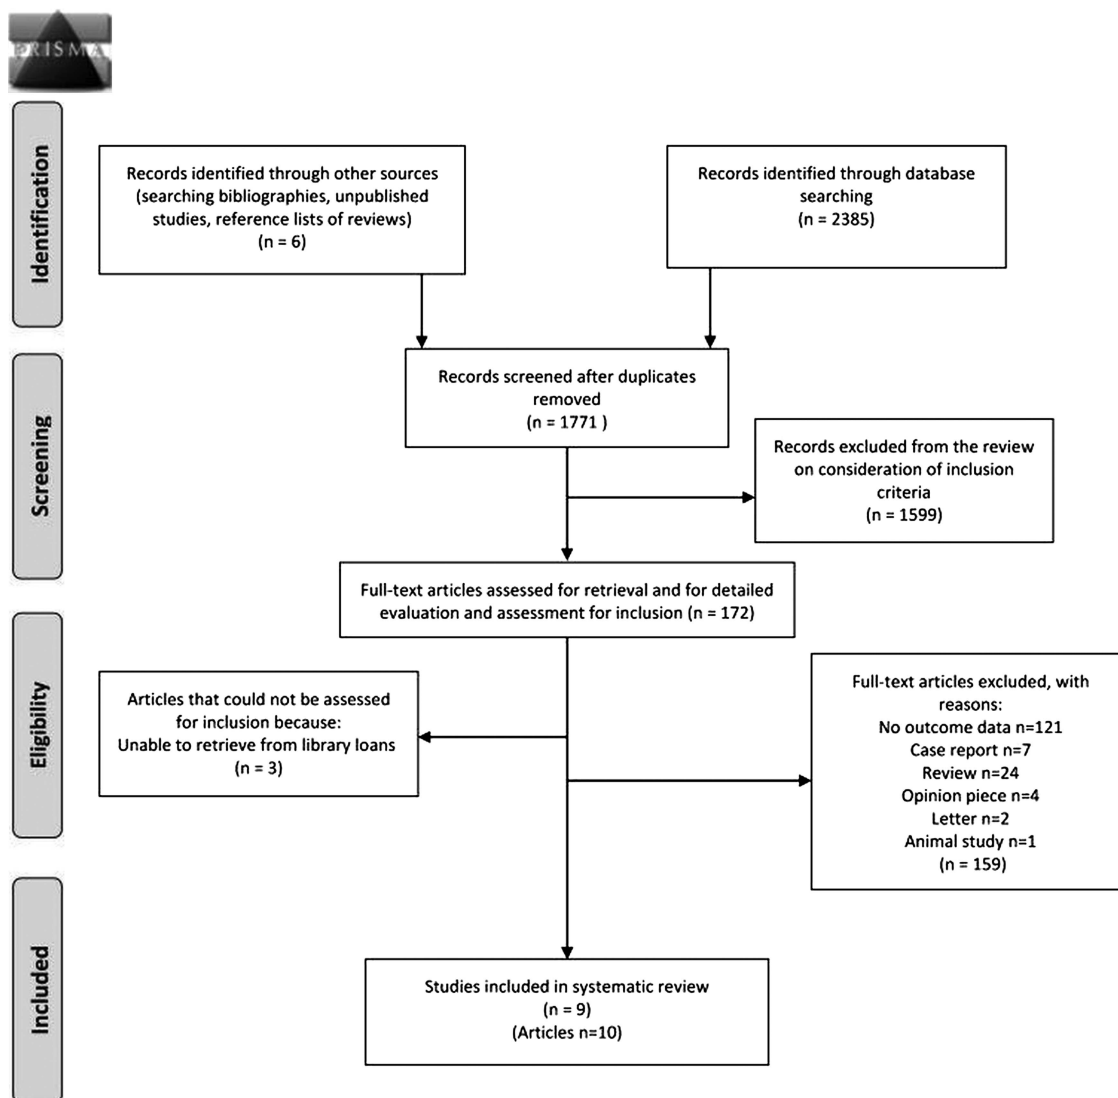 PRISMA
Identification
Records identified through other sources
(searching bibliographies, unpublished
studies, reference lists of reviews)
(n = 6)
Records identified through database
searching
(n = 2385)
Screening
Records screened after duplicates
removed
(n = 1771 )
Records excluded from the review
on consideration of inclusion
criteria
(n = 1599)
Full-text articles assessed for retrieval and for detailed
evaluation and assessment for inclusion (n = 172)
Eligibility
Articles that could not be assessed
for inclusion because:
Unable to retrieve from library loans
(n = 3)
Full-text articles excluded, with
reasons:
No outcome data n=121
Case report n=7
Review n=24
Opinion piece n=4
Letter n=2
Animal study n=1
(n = 159)
Included
Studies included in systematic review
(n = 9)
(Articles n=10)